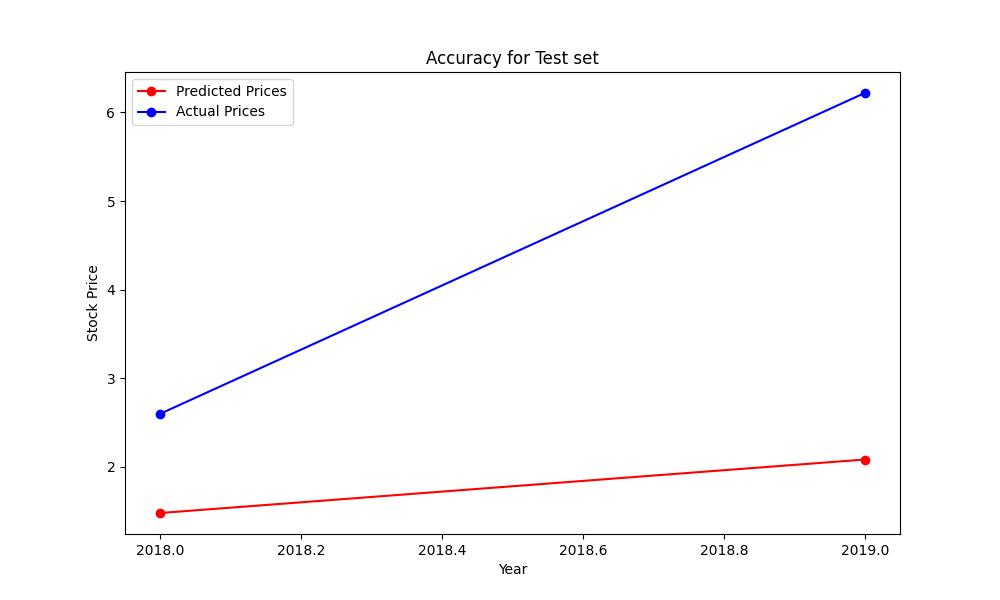 Accuracy for Test set
Predicted Prices
Actual Prices
6
5
4
3
2
Stock Price
2018.0 2018.2 2018.4 2018.6 2018.8 2019.0
Year